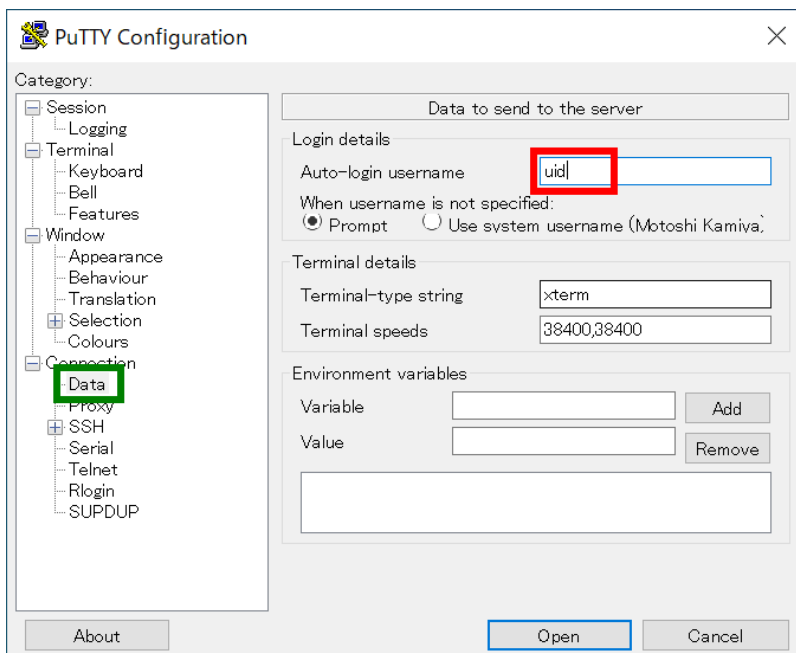 PuTTY Configuration
Category:
Session
Logging
Terminal
Keyboard
Bell
Features
Window
Appearance
Behaviour
Translation
Selection
Colours
Connection
Data
Proxy
SSH
Serial
Telnet
Rlogin
SUPDUP
Data to send to the server
Login details
Auto-login username uid
When username is not specified:
Prompt Use system username (Motoshi Kamiya)
Terminal details
Terminal-type string xterm
Terminal speeds 38400,38400
Environment variables
Variable Add
Value Remove
About Open Cancel